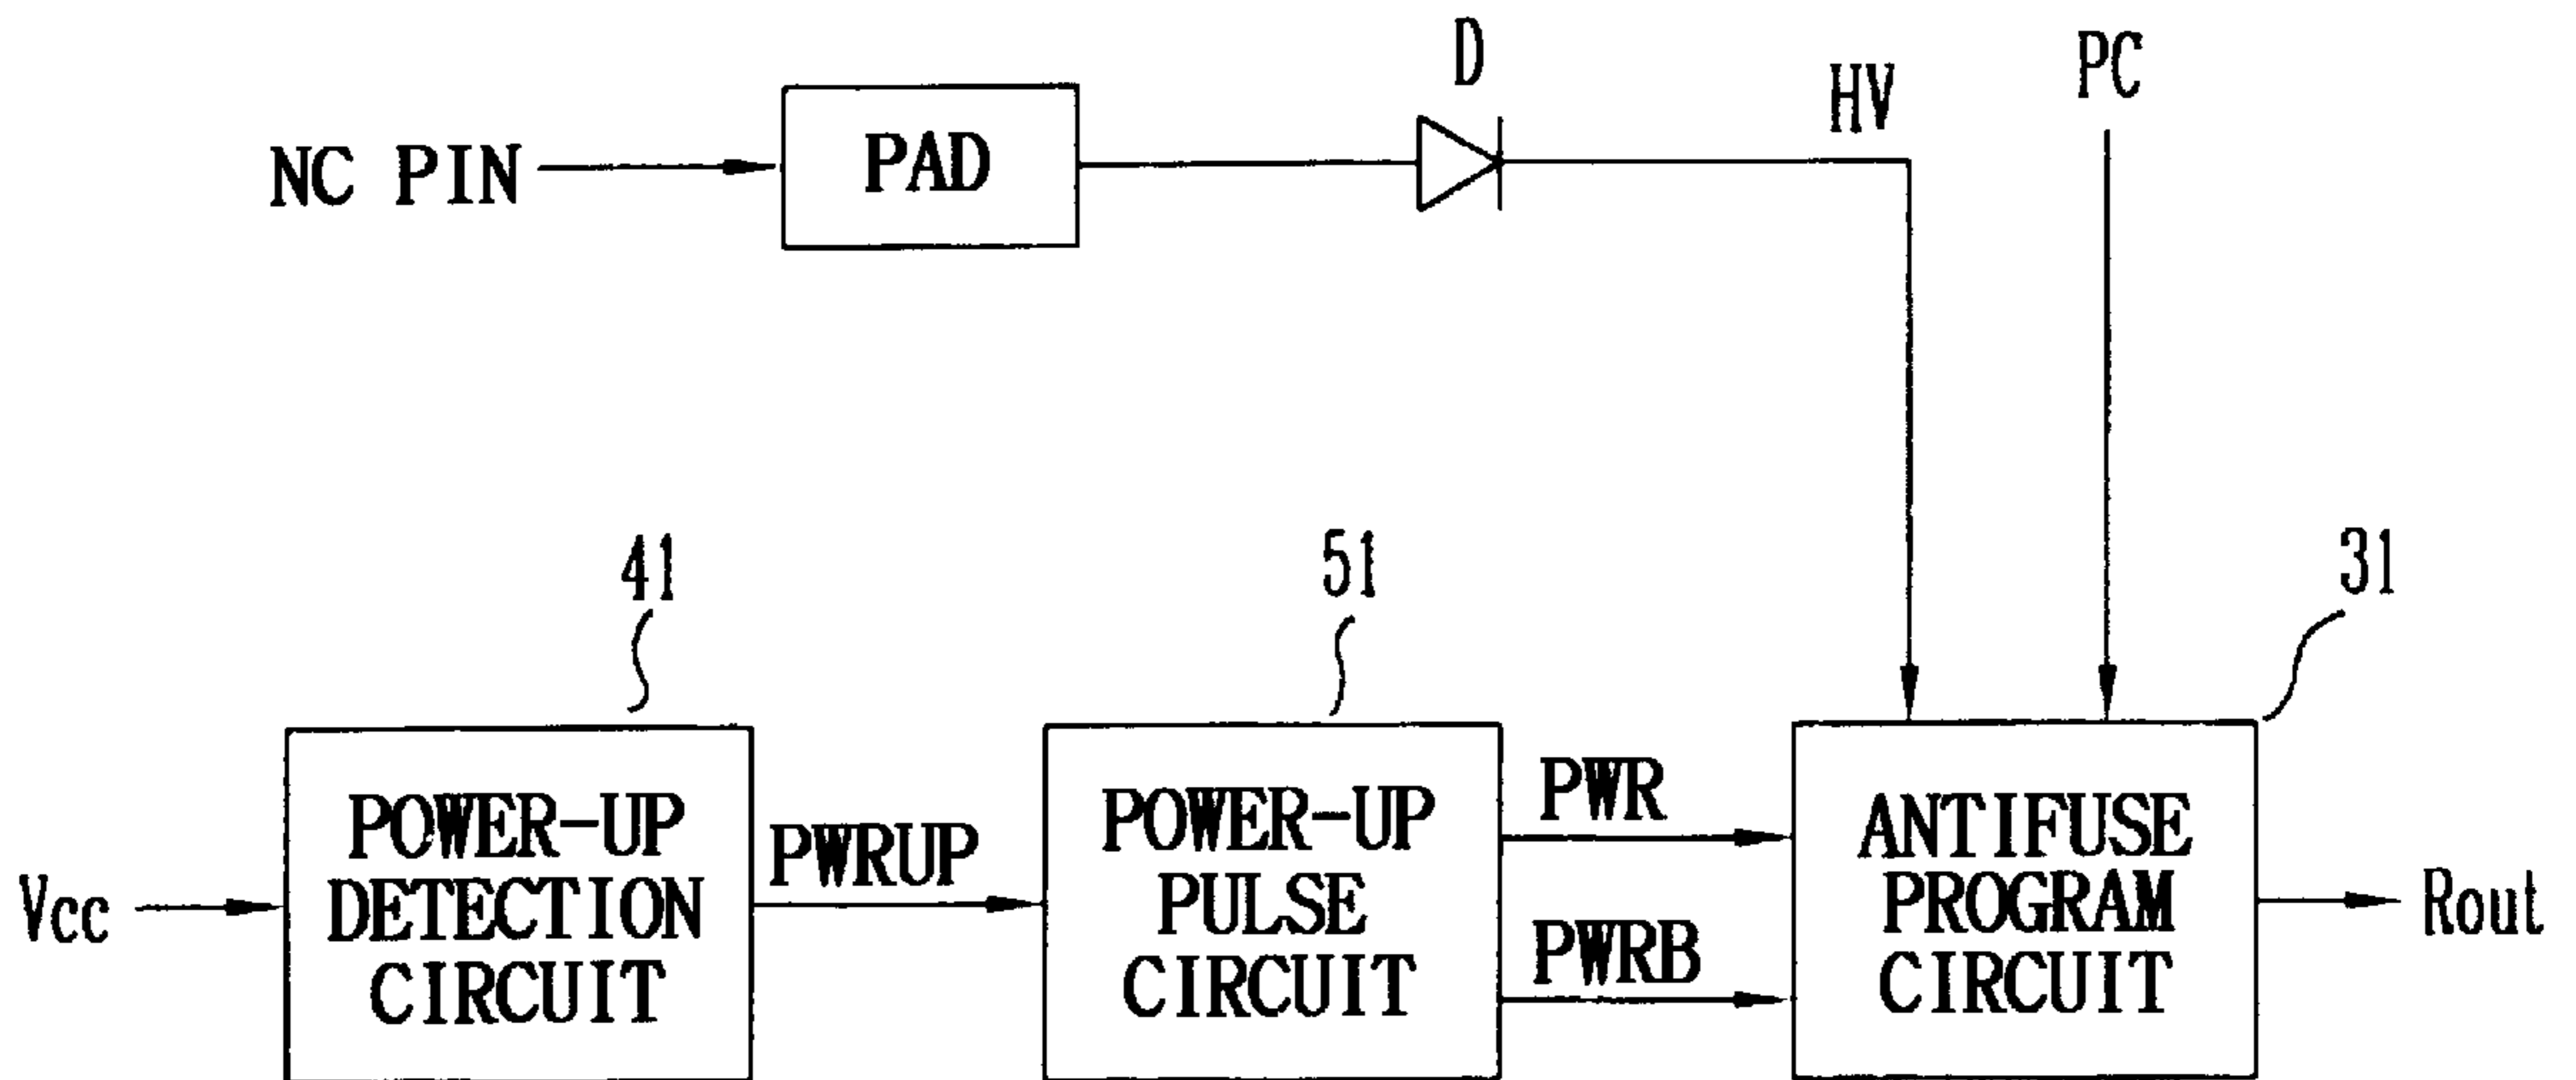 D
HV
PC
NC PIN
PAD
41
51
31
Vcc
POWER-UP
DETECTION
CIRCUIT
PWRUP
POWER-UP
PULSE
CIRCUIT
PWR
PWRB
ANTIFUSE
PROGRAM
CIRCUIT
Rout